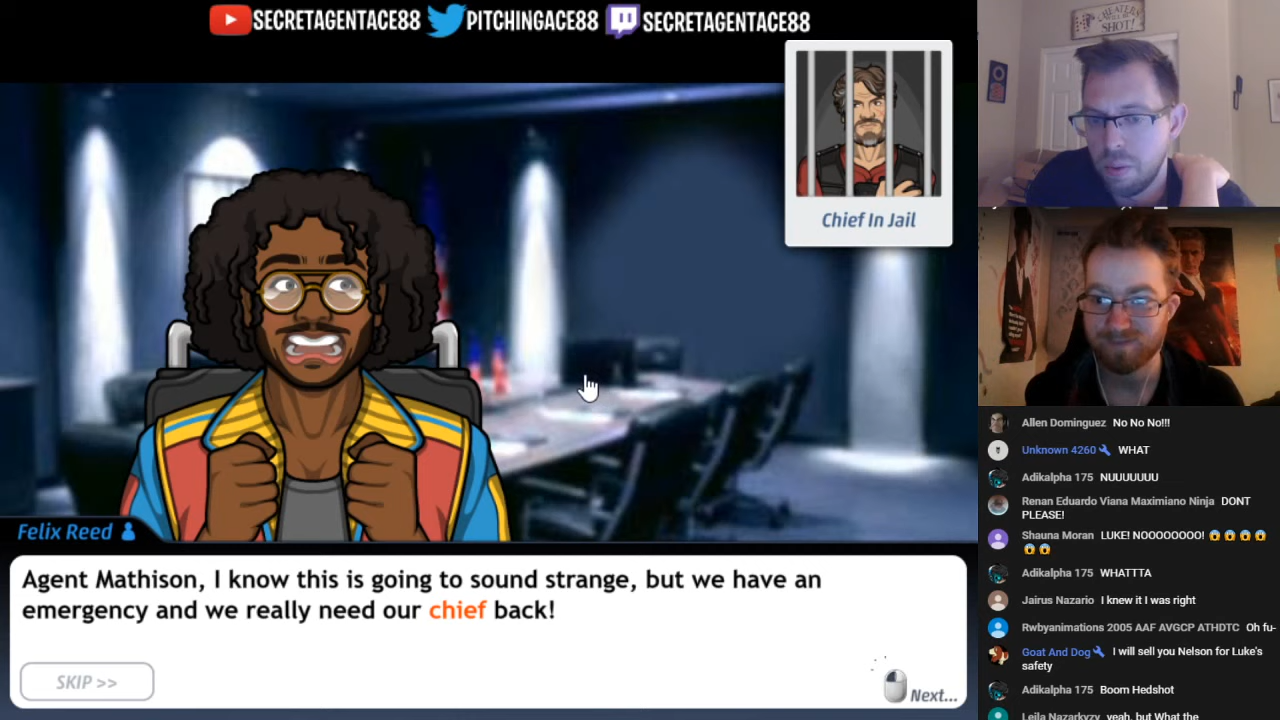 SECRETAGENTACE88 PITCHINGACE88 SECRETAGENTACE88
CHEATERS
SHOT!
Chief In Jail
Felix Reed
Agent Mathison, I know this is going to sound strange, but we have an
emergency and we really need our chief back!
SKIP >>
Next...
Allen Dominguez No No No!!!
Unknown 4260 WHAT
Adikalpha 175 NUUUUUUU
Renan Eduardo Viana Maximiano Ninja DONT
PLEASE!
Shauna Moran LUKE! NOOOOOOOO! 😱 😱 😱 😱
😱 😱
Adikalpha 175 WHATTTA
Jairus Nazario I knew it I was right
Rwbyanimations 2005 AAF AVGCP ATHDTC Oh fu-
Goat And Dog I will sell you Nelson for Luke's
safety
Adikalpha 175 Boom Hedshot
Leila Nazarkyzy yeah, but What the